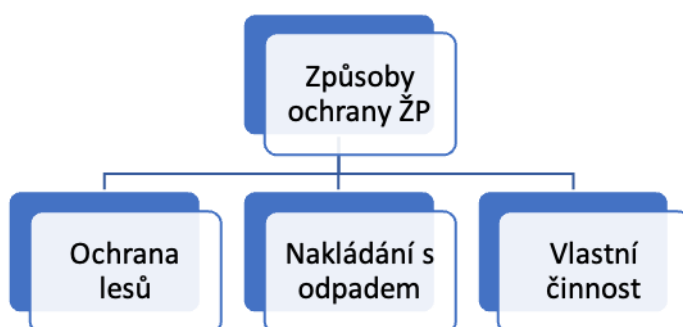 Způsoby
ochrany ŽP
Ochrana
lesů
Nakládání s
odpadem
Vlastní
činnost